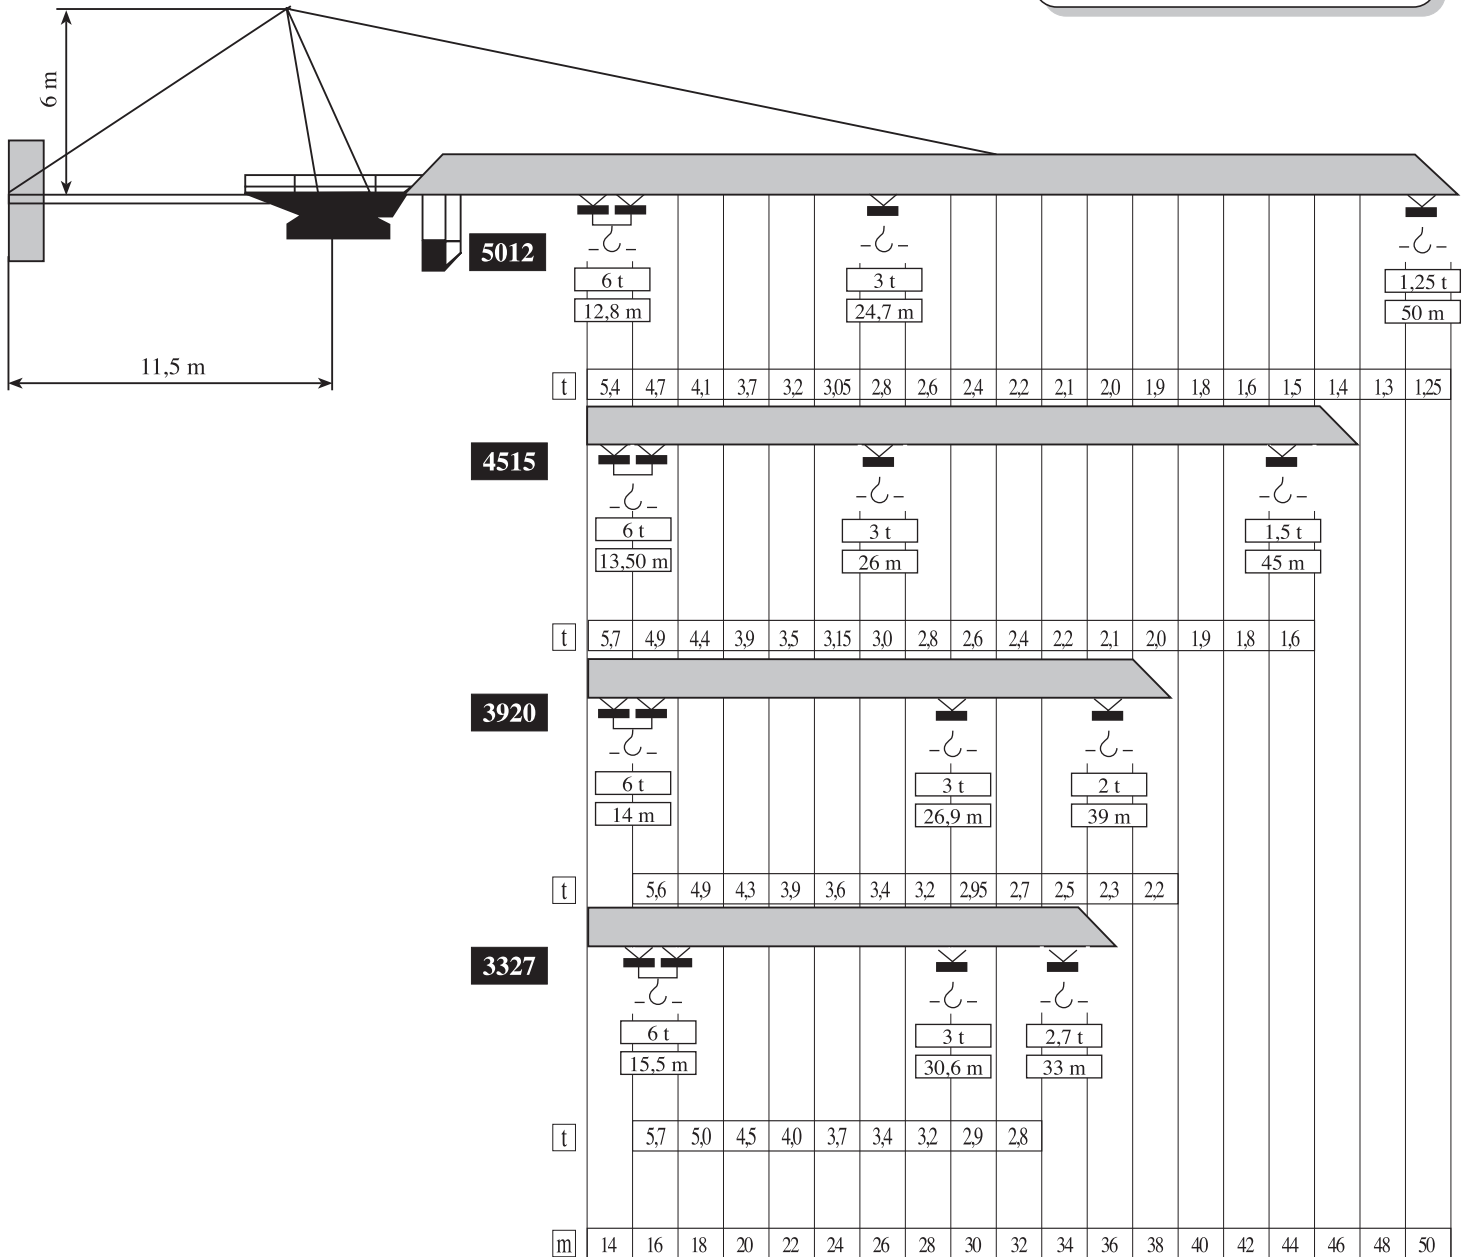 6 m
11,5 m
5012
6 t 3 t 1,25 t
12,8 m 24,7 m 50 m
t 5,4 4,7 4,1 3,7 3,2 3,05 2,8 2,6 2,4 2,2 2,1 2,0 1,9 1,8 1,6 1,5 1,4 1,3 1,25
4515
6 t 3 t 1,5 t
13,50 m 26 m 45 m
t 5,7 4,9 4,4 3,9 3,5 3,15 3,0 2,8 2,6 2,4 2,2 2,1 2,0 1,9 1,8 1,6
3920
6 t 3 t 2 t
14 m 26,9 m 39 m
t 5,6 4,9 4,3 3,9 3,6 3,4 3,2 2,95 2,7 2,5 2,3 2,2
3327
6 t 3 t 2,7 t
15,5 m 30,6 m 33 m
t 5,7 5,0 4,5 4,0 3,7 3,4 3,2 2,9 2,8
m 14 16 18 20 22 24 26 28 30 32 34 36 38 40 42 44 46 48 50